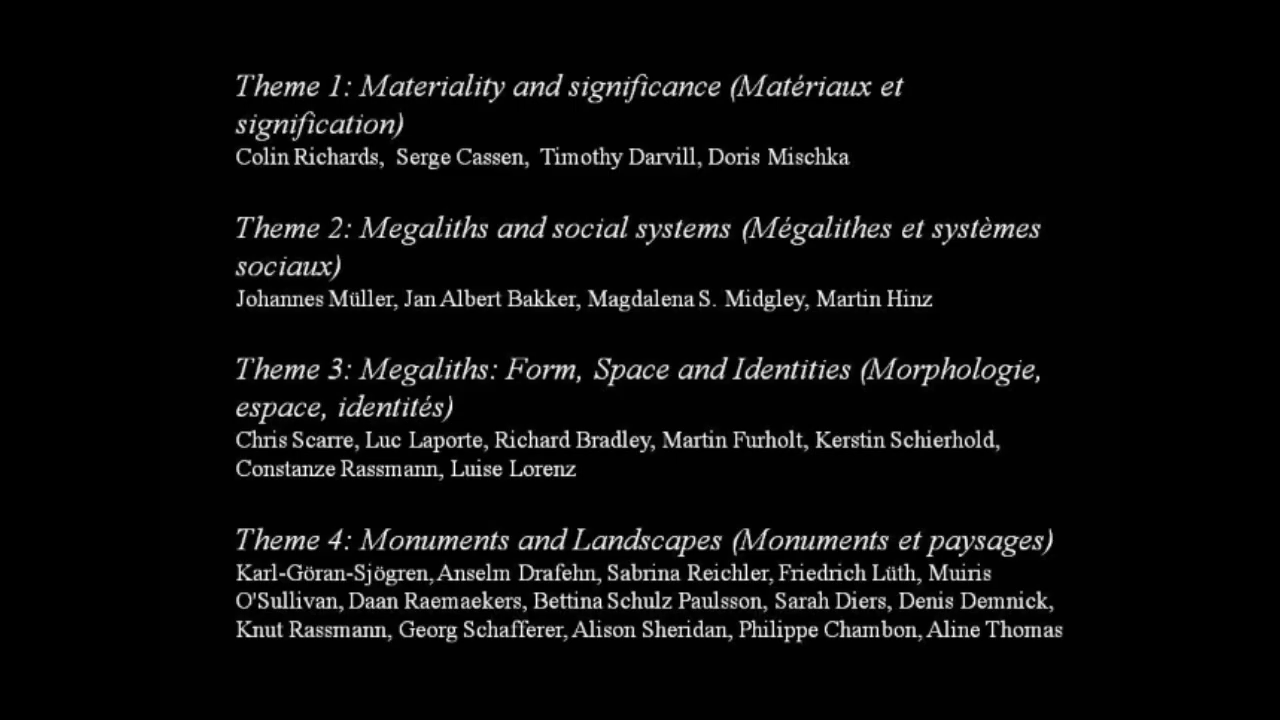 Theme 1: Materiality and significance (Matériaux et
signification)
Colin Richards, Serge Cassen, Timothy Darvill, Doris Mischka
Theme 2: Megaliths and social systems (Mégalithes et systèmes
sociaux)
Johannes Müller, Jan Albert Bakker, Magdalena S. Midgley, Martin Hinz
Theme 3: Megaliths: Form, Space and Identities (Morphologie,
espace, identités)
Chris Scarre, Luc Laporte, Richard Bradley, Martin Furholt, Kerstin Schierhold,
Constanze Rassmann, Luise Lorenz
Theme 4: Monuments and Landscapes (Monuments et paysages)
Karl-Göran-Sjögren, Anselm Drafehn, Sabrina Reichler, Friedrich Lüth, Muiris
O'Sullivan, Daan Raemaekers, Bettina Schulz Paulsson, Sarah Diers, Denis Demnick,
Knut Rassmann, Georg Schafferer, Alison Sheridan, Philippe Chambon, Aline Thomas